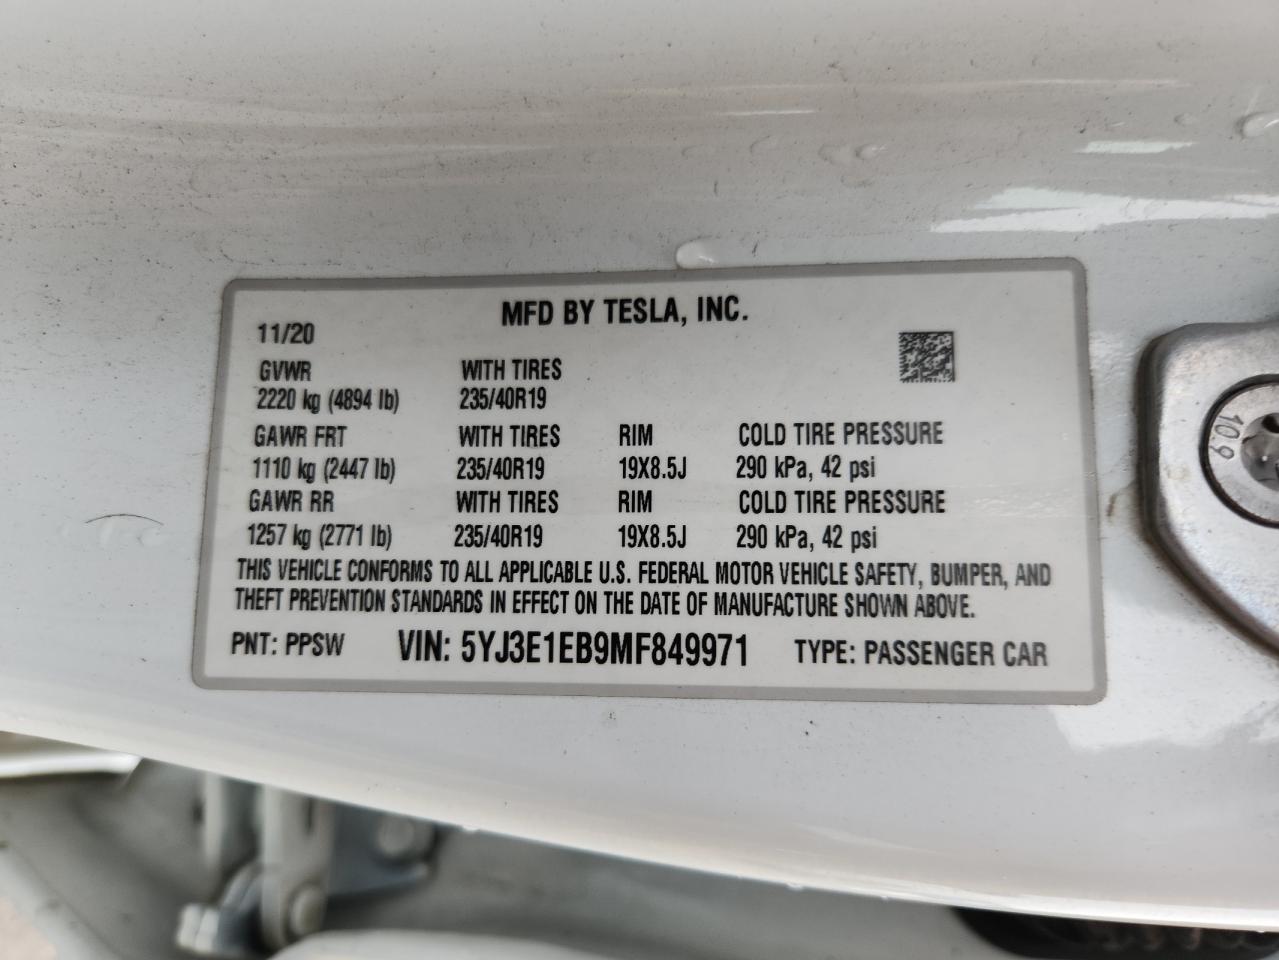 MFD BY TESLA, INC.
11/20
GVWR WITH TIRES
2220 kg (4894 lb) 235/40R19
GAWR FRT WITH TIRES RIM COLD TIRE PRESSURE
1110 kg (2447 lb) 235/40R19 19X8.5J 290 kPa, 42 psi
GAWR RR WITH TIRES RIM COLD TIRE PRESSURE
1257 kg (2771 lb) 235/40R19 19X8.5J 290 kPa, 42 psi
THIS VEHICLE CONFORMS TO ALL APPLICABLE U.S. FEDERAL MOTOR VEHICLE SAFETY, BUMPER, AND
THEFT PREVENTION STANDARDS IN EFFECT ON THE DATE OF MANUFACTURE SHOWN ABOVE.
PNT: PPSW VIN: 5YJ3E1EB9MF849971 TYPE: PASSENGER CAR
10.9